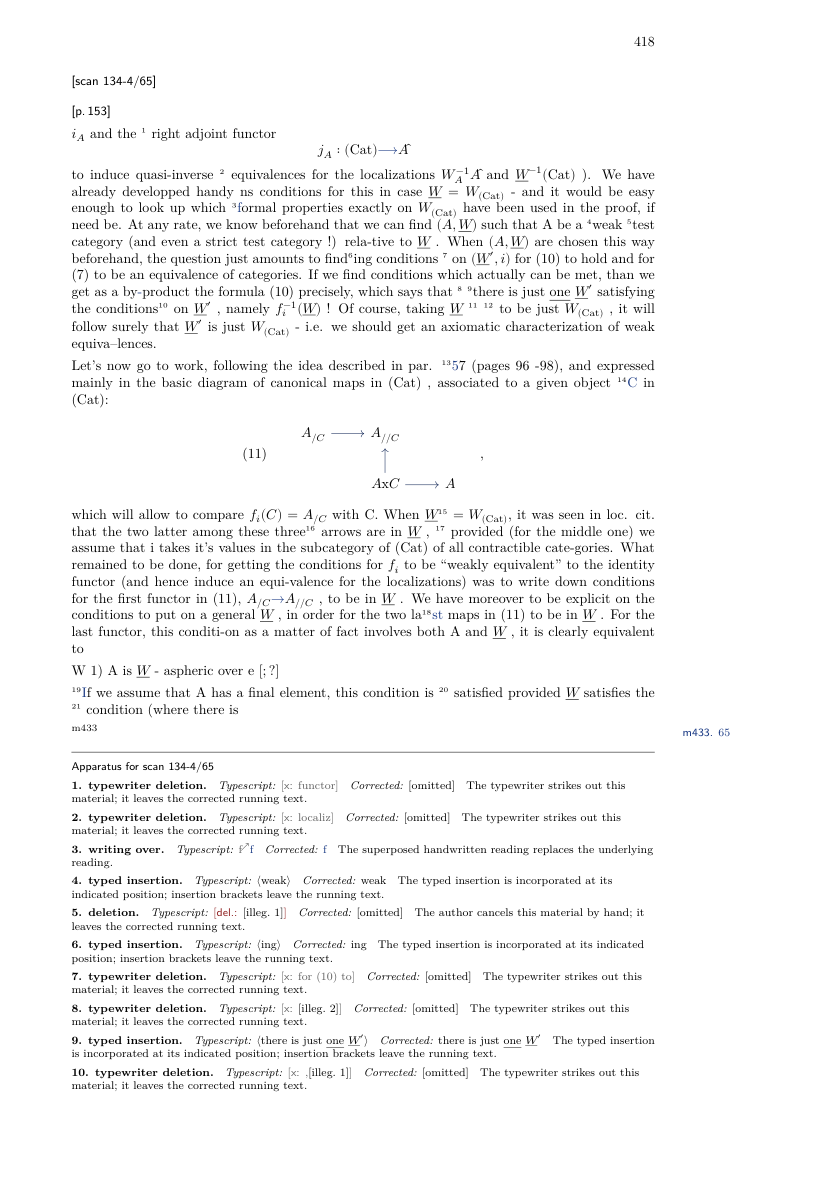 418
[scan 134-4/65]
[p. 153]
i_A and the ¹ right adjoint functor
j_A : (Cat)⟶A^
to induce quasi-inverse ² equivalences for the localizations W_A^{-1}A^ and W^{-1}(Cat) ). We have
already developped handy ns conditions for this in case W = W_(Cat) - and it would be easy
enough to look up which ³formal properties exactly on W_(Cat) have been used in the proof, if
need be. At any rate, we know beforehand that we can find (A, W) such that A be a ⁴weak ⁵test
category (and even a strict test category !) rela-tive to W . When (A, W) are chosen this way
beforehand, the question just amounts to find⁶ing conditions ⁷ on (W′, i) for (10) to hold and for
(7) to be an equivalence of categories. If we find conditions which actually can be met, than we
get as a by-product the formula (10) precisely, which says that ⁸ ⁹there is just one W′ satisfying
the conditions¹⁰ on W′ , namely f_i^{-1}(W) ! Of course, taking W ¹¹ ¹² to be just W_(Cat) , it will
follow surely that W′ is just W_(Cat) - i.e. we should get an axiomatic characterization of weak
equiva–lences.
Let's now go to work, following the idea described in par. ¹³57 (pages 96 -98), and expressed
mainly in the basic diagram of canonical maps in (Cat) , associated to a given object ¹⁴C in
(Cat):
A_/C ⟶ A_//C
(11) ↑ ,
AxC ⟶ A
which will allow to compare f_i(C) = A_/C with C. When W¹⁵ = W_(Cat), it was seen in loc. cit.
that the two latter among these three¹⁶ arrows are in W , ¹⁷ provided (for the middle one) we
assume that i takes it's values in the subcategory of (Cat) of all contractible cate-gories. What
remained to be done, for getting the conditions for f_i to be “weakly equivalent” to the identity
functor (and hence induce an equi-valence for the localizations) was to write down conditions
for the first functor in (11), A_/C→A_//C , to be in W . We have moreover to be explicit on the
conditions to put on a general W , in order for the two la¹⁸st maps in (11) to be in W . For the
last functor, this conditi-on as a matter of fact involves both A and W , it is clearly equivalent
to
W 1) A is W - aspheric over e [; ?]
¹⁹If we assume that A has a final element, this condition is ²⁰ satisfied provided W satisfies the
²¹ condition (where there is
m433
m433. 65
Apparatus for scan 134-4/65
1. typewriter deletion. Typescript: [x: functor] Corrected: [omitted] The typewriter strikes out this
material; it leaves the corrected running text.
2. typewriter deletion. Typescript: [x: localiz] Corrected: [omitted] The typewriter strikes out this
material; it leaves the corrected running text.
3. writing over. Typescript: f↗f Corrected: f The superposed handwritten reading replaces the underlying
reading.
4. typed insertion. Typescript: ⟨weak⟩ Corrected: weak The typed insertion is incorporated at its
indicated position; insertion brackets leave the running text.
5. deletion. Typescript: [del.: [illeg. 1]] Corrected: [omitted] The author cancels this material by hand; it
leaves the corrected running text.
6. typed insertion. Typescript: ⟨ing⟩ Corrected: ing The typed insertion is incorporated at its indicated
position; insertion brackets leave the running text.
7. typewriter deletion. Typescript: [x: for (10) to] Corrected: [omitted] The typewriter strikes out this
material; it leaves the corrected running text.
8. typewriter deletion. Typescript: [x: [illeg. 2]] Corrected: [omitted] The typewriter strikes out this
material; it leaves the corrected running text.
9. typed insertion. Typescript: ⟨there is just one W′⟩ Corrected: there is just one W′ The typed insertion
is incorporated at its indicated position; insertion brackets leave the running text.
10. typewriter deletion. Typescript: [x: ,[illeg. 1]] Corrected: [omitted] The typewriter strikes out this
material; it leaves the corrected running text.